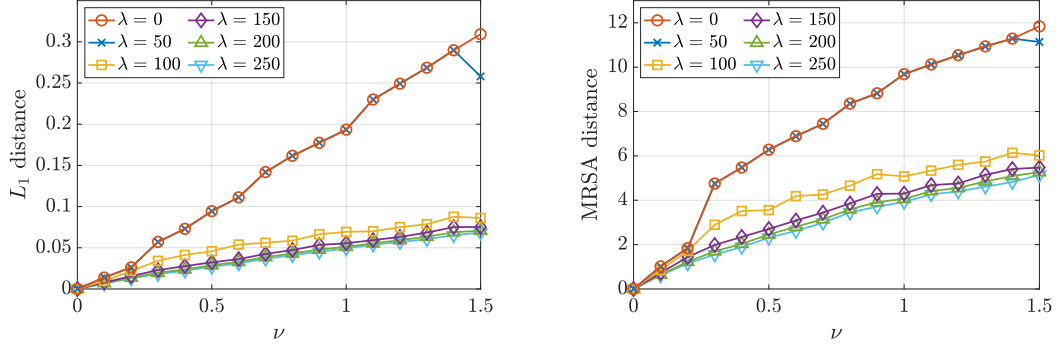 λ = 0 λ = 150
λ = 50 λ = 200
λ = 100 λ = 250
0.3
0.25
0.2
0.15
0.1
0.05
0
L₁ distance
0 0.5 1 1.5
ν
λ = 0 λ = 150
λ = 50 λ = 200
λ = 100 λ = 250
12
10
8
6
4
2
0
MRSA distance
0 0.5 1 1.5
ν